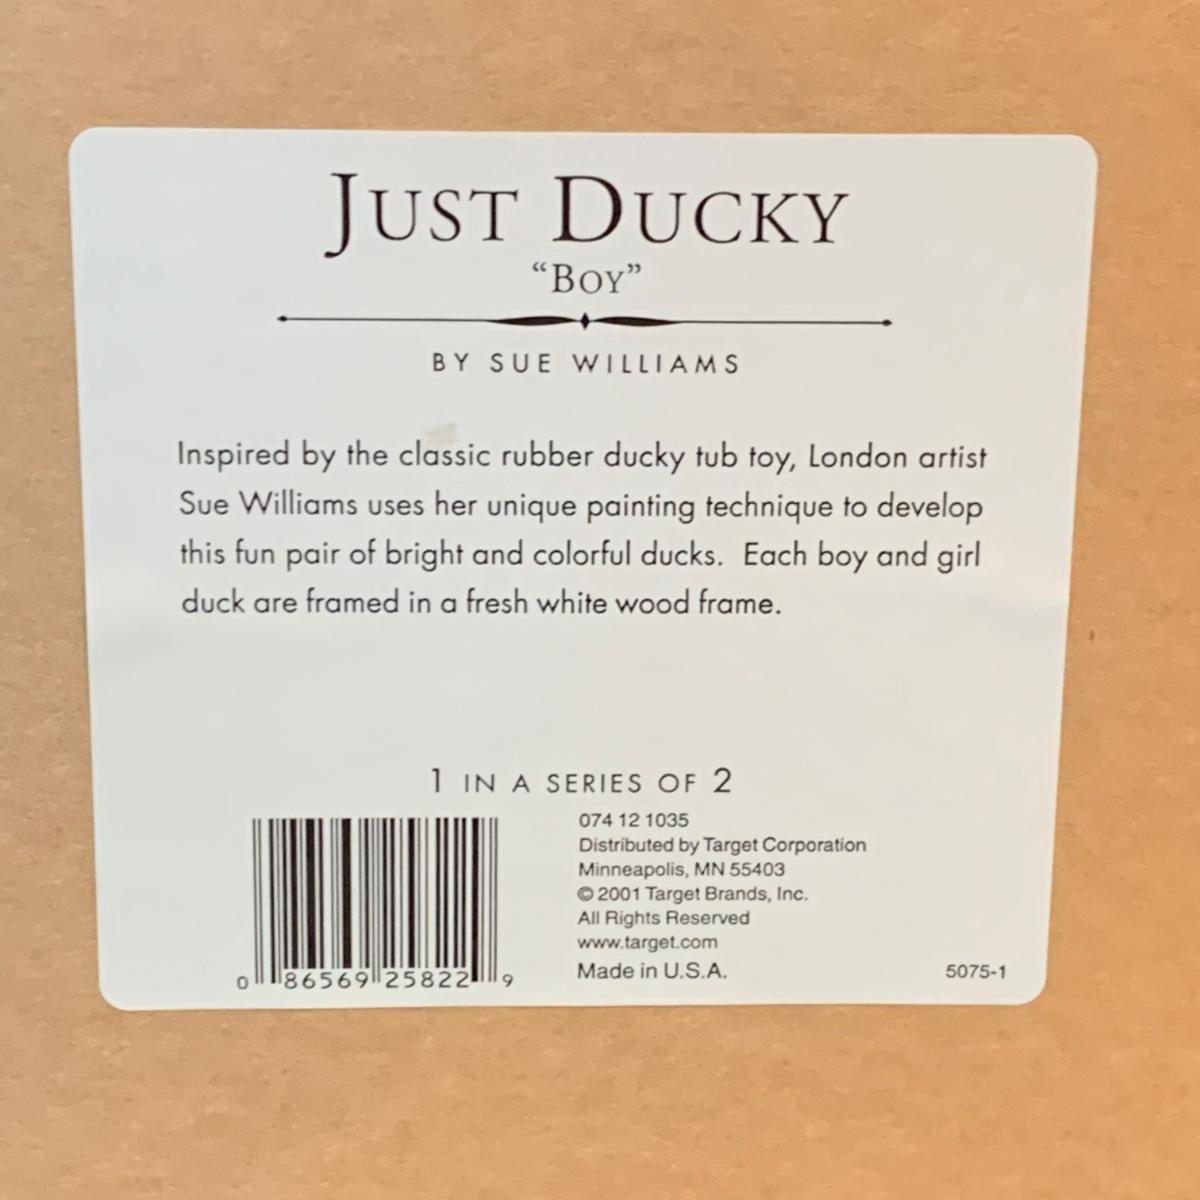 JUST DUCKY
“BOY”
BY SUE WILLIAMS
Inspired by the classic rubber ducky tub toy, London artist
Sue Williams uses her unique painting technique to develop
this fun pair of bright and colorful ducks. Each boy and girl
duck are framed in a fresh white wood frame.
1 IN A SERIES OF 2
074 12 1035
Distributed by Target Corporation
Minneapolis, MN 55403
© 2001 Target Brands, Inc.
All Rights Reserved
www.target.com
Made in U.S.A.
5075-1
0 86569 25822 9